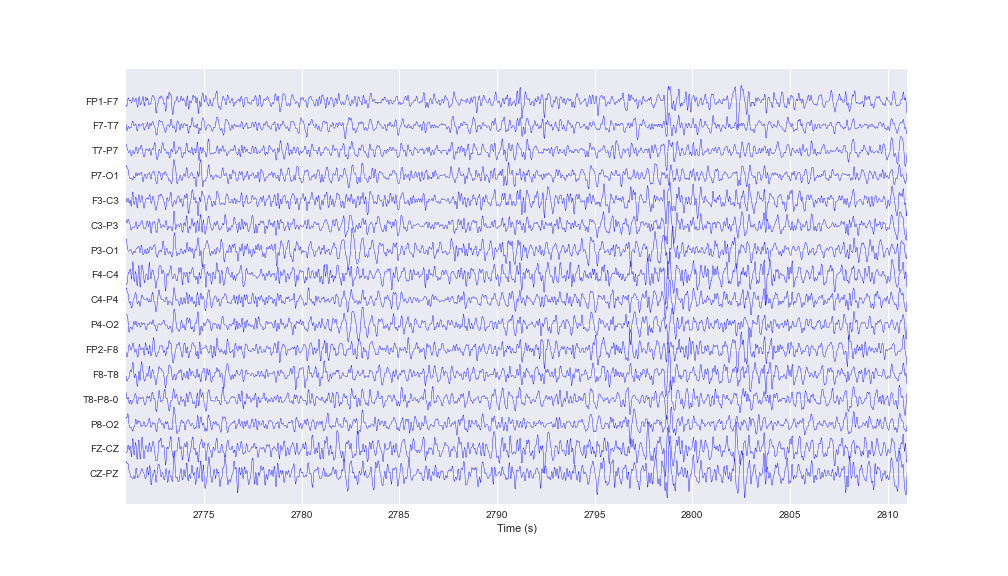 FP1-F7
F7-T7
T7-P7
P7-O1
F3-C3
C3-P3
P3-O1
F4-C4
C4-P4
P4-O2
FP2-F8
F8-T8
T8-P8-0
P8-O2
FZ-CZ
CZ-PZ
2775 2780 2785 2790 2795 2800 2805 2810
Time (s)